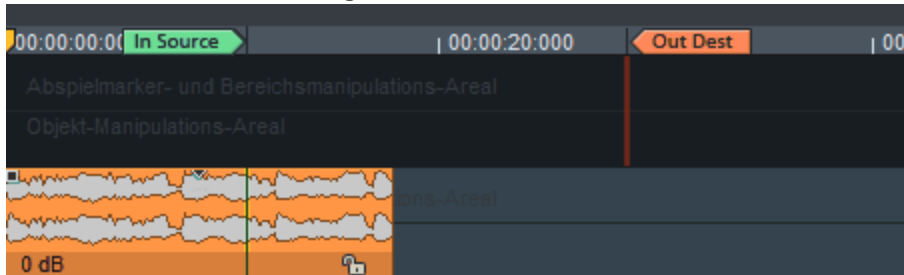 00:00:00:00 In Source 00:00:20:000 Out Dest 00
Abspielmarker- und Bereichsmanipulations-Areal
Objekt-Manipulations-Areal
ons-Areal
0 dB